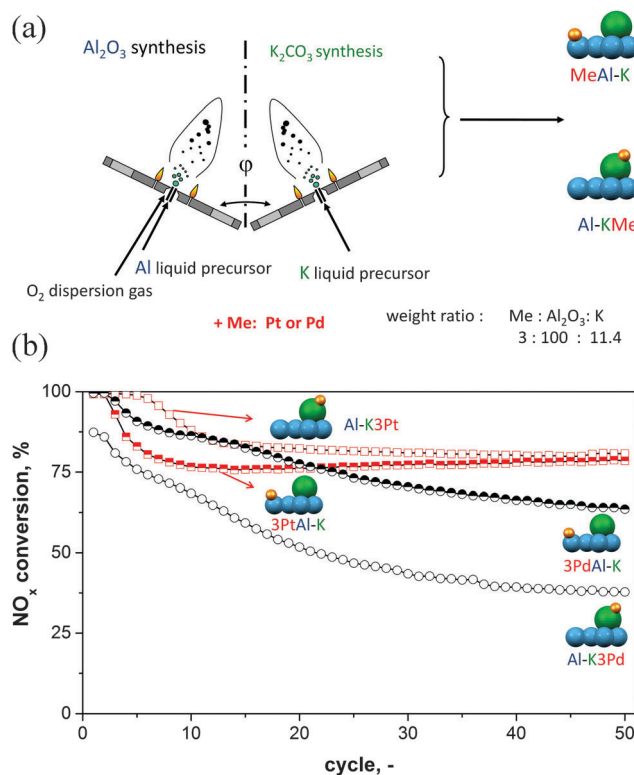 (a)
Al2O3 synthesis
K2CO3 synthesis
MeAl-K
φ
Al-KMe
Al liquid precursor
K liquid precursor
O2 dispersion gas
+ Me: Pt or Pd
weight ratio : Me : Al2O3: K
3 : 100 : 11.4
(b)
100
75
50
25
0
NOx conversion, %
Al-K3Pt
3PtAl-K
3PdAl-K
Al-K3Pd
0 10 20 30 40 50
cycle, -